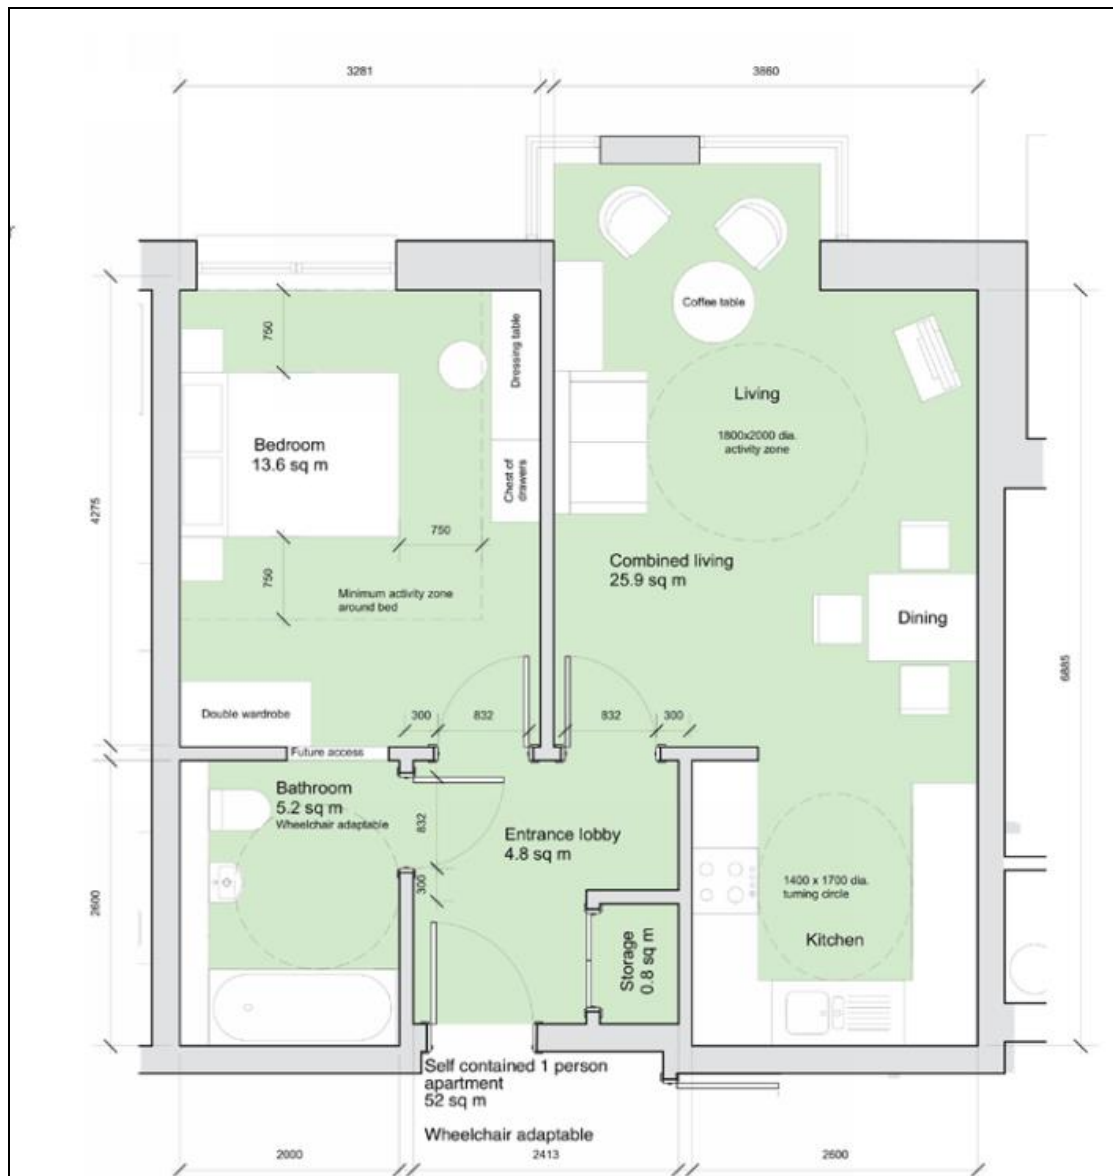 3281
3860
r
750
Dressing table
Coffee table
Living
1800x2000 dia.
activity zone
Bedroom
13.6 sq m
Chest of
drawers
4275
750
750
Combined living
25.9 sq m
Minimum activity zone
around bed
Dining
6885
Double wardrobe
300
832
832
300
Future access
Bathroom
5.2 sq m
Wheelchair adaptable
832
Entrance lobby
4.8 sq m
300
2600
1400 x 1700 dia.
turning circle
Kitchen
Storage
0.8 sq m
Self contained 1 person
apartment
52 sq m
Wheelchair adaptable
2000
2413
2600